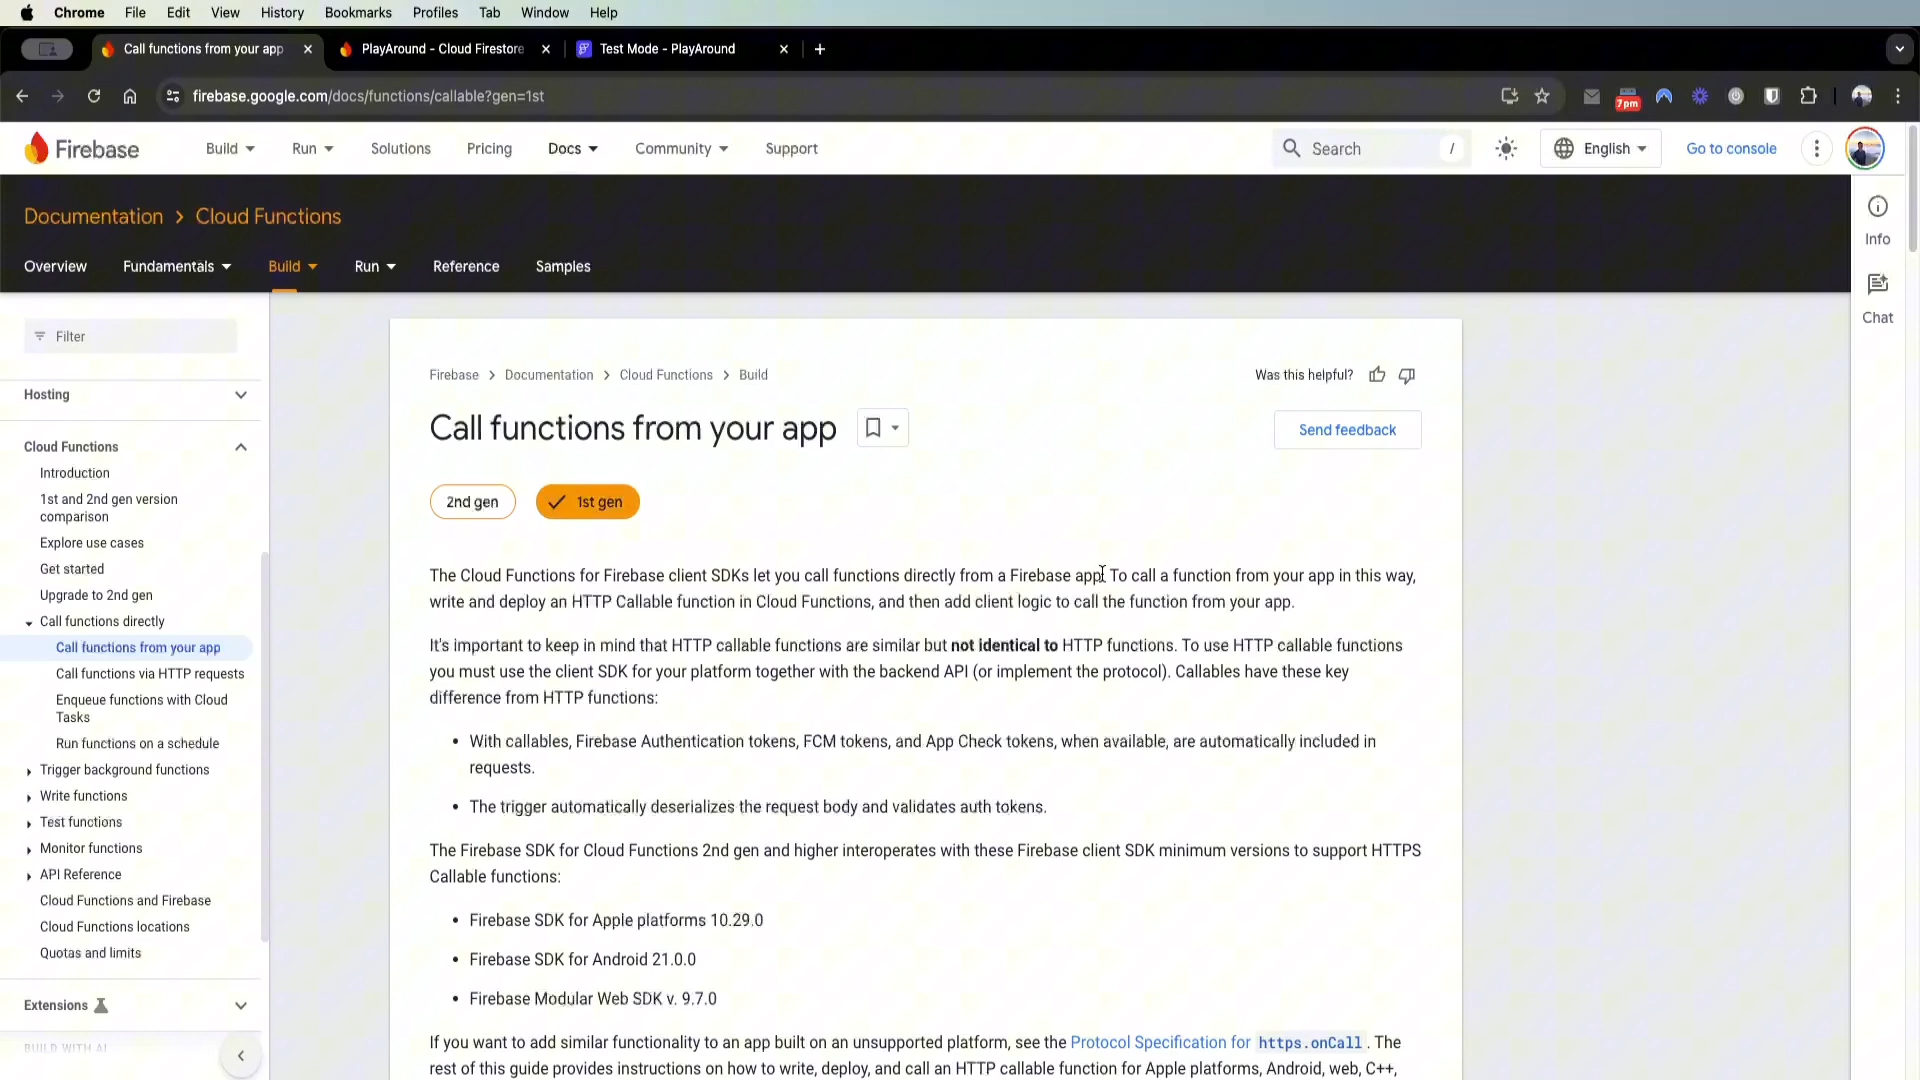 Chrome File Edit View History Bookmarks Profiles Tab Window Help
Call functions from your app
PlayAround - Cloud Firestore
Test Mode - PlayAround
firebase.google.com/docs/functions/callable?gen=1st
7pm
Firebase
Build
Run
Solutions
Pricing
Docs
Community
Support
Search
/
English
Go to console
Documentation > Cloud Functions
Info
Chat
Overview
Fundamentals
Build
Run
Reference
Samples
Filter
Hosting
Cloud Functions
Introduction
1st and 2nd gen version
comparison
Explore use cases
Get started
Upgrade to 2nd gen
Call functions directly
Call functions from your app
Call functions via HTTP requests
Enqueue functions with Cloud
Tasks
Run functions on a schedule
Trigger background functions
Write functions
Test functions
Monitor functions
API Reference
Cloud Functions and Firebase
Cloud Functions locations
Quotas and limits
Extensions
BUILD WITH AI
Firebase > Documentation > Cloud Functions > Build
Was this helpful?
Call functions from your app
Send feedback
2nd gen
1st gen
The Cloud Functions for Firebase client SDKs let you call functions directly from a Firebase app. To call a function from your app in this way,
write and deploy an HTTP Callable function in Cloud Functions, and then add client logic to call the function from your app.
It's important to keep in mind that HTTP callable functions are similar but not identical to HTTP functions. To use HTTP callable functions
you must use the client SDK for your platform together with the backend API (or implement the protocol). Callables have these key
difference from HTTP functions:
• With callables, Firebase Authentication tokens, FCM tokens, and App Check tokens, when available, are automatically included in
requests.
• The trigger automatically deserializes the request body and validates auth tokens.
The Firebase SDK for Cloud Functions 2nd gen and higher interoperates with these Firebase client SDK minimum versions to support HTTPS
Callable functions:
• Firebase SDK for Apple platforms 10.29.0
• Firebase SDK for Android 21.0.0
• Firebase Modular Web SDK v. 9.7.0
If you want to add similar functionality to an app built on an unsupported platform, see the Protocol Specification for https.onCall. The
rest of this guide provides instructions on how to write, deploy, and call an HTTP callable function for Apple platforms, Android, web, C++,